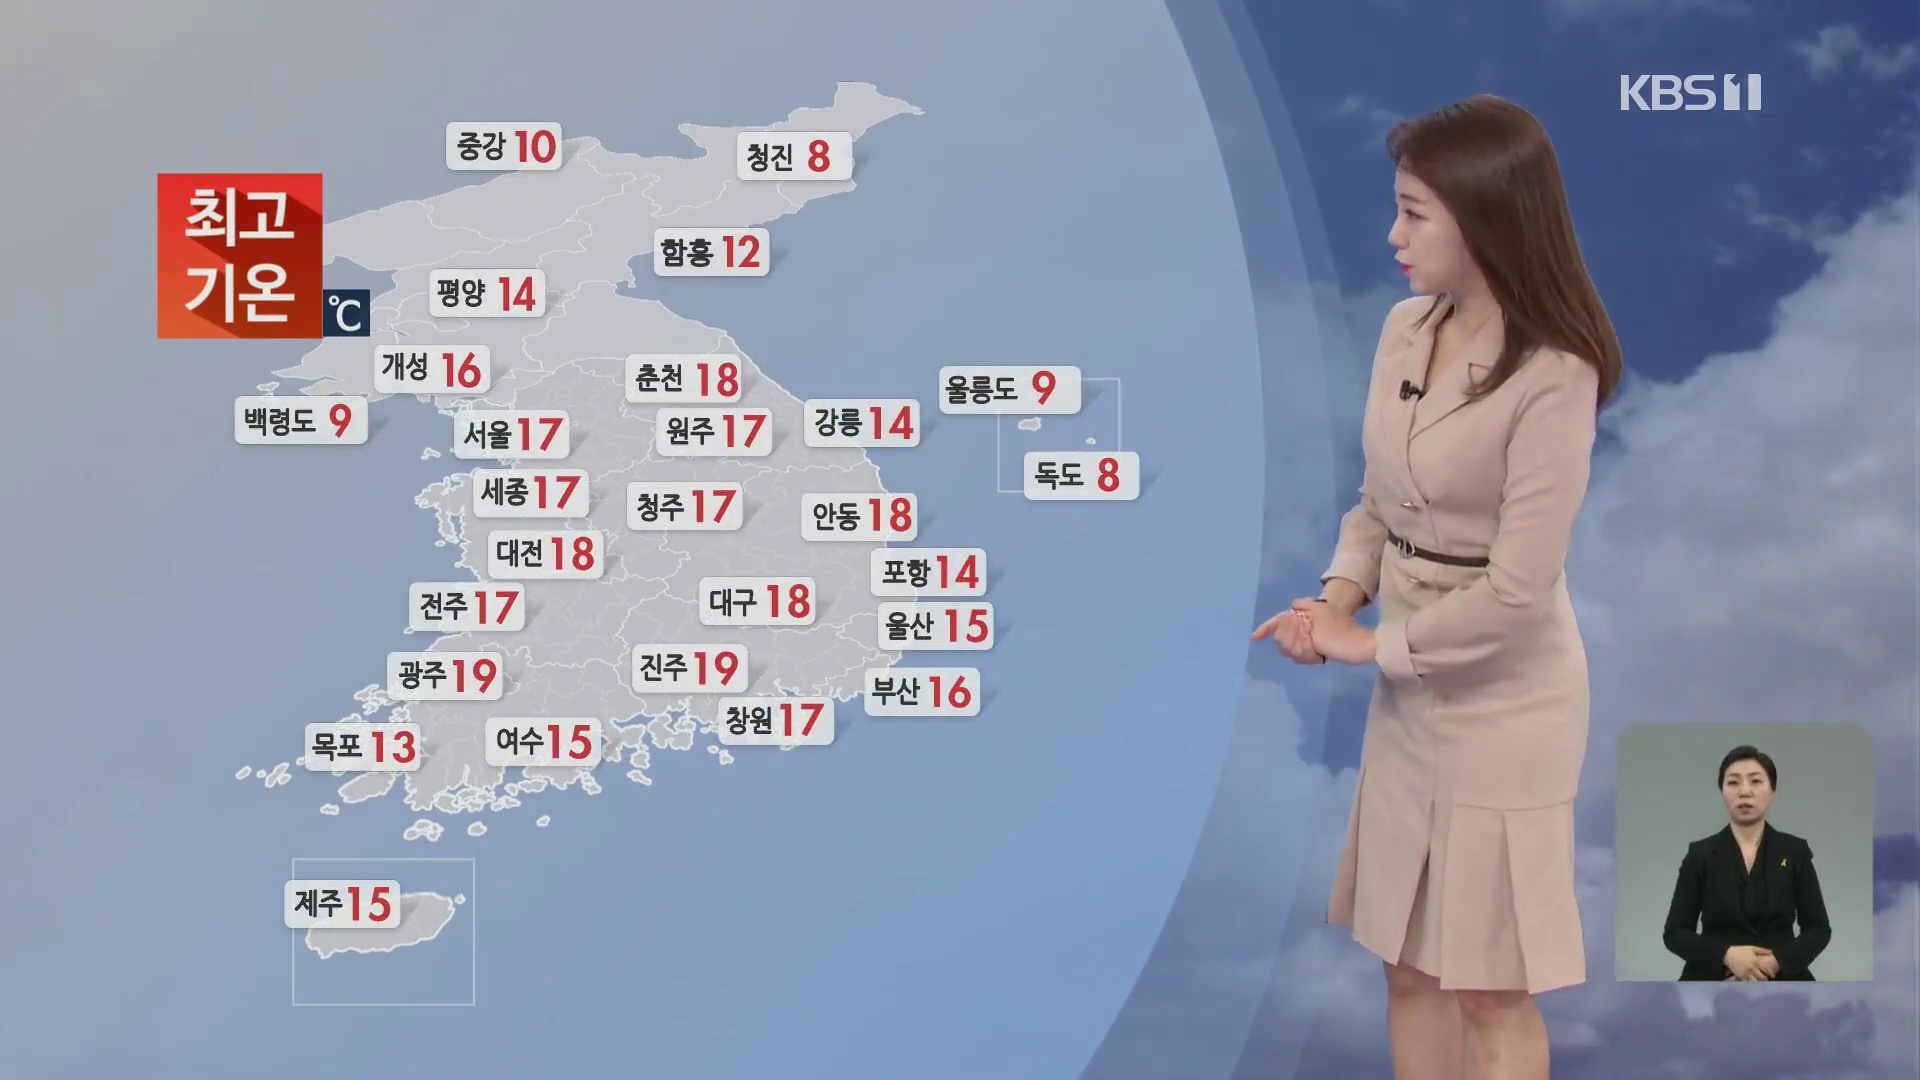 KBS 1
최고
기온
℃
중강 10
청진 8
함흥 12
평양 14
개성 16
춘천 18
울릉도 9
백령도 9
서울 17
원주 17
강릉 14
독도 8
세종 17
청주 17
안동 18
대전 18
포항 14
전주 17
대구 18
울산 15
광주 19
진주 19
부산 16
창원 17
목포 13
여수 15
제주 15